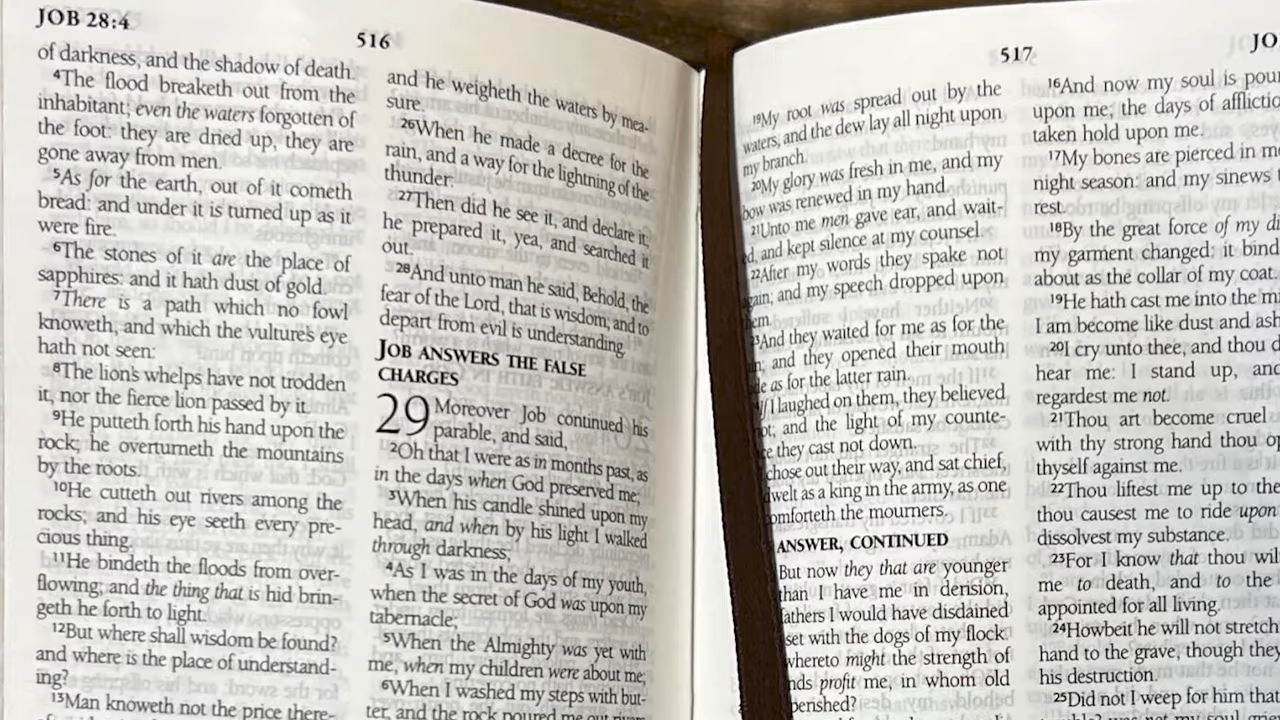 JOB 28:4
516
of darkness, and the shadow of death.
4The flood breaketh out from the
inhabitant; even the waters forgotten of
the foot: they are dried up, they are
gone away from men.
5As for the earth, out of it cometh
bread: and under it is turned up as it
were fire.
6The stones of it are the place of
sapphires: and it hath dust of gold.
7There is a path which no fowl
knoweth, and which the vulture's eye
hath not seen:
8The lion's whelps have not trodden
it, nor the fierce lion passed by it.
9He putteth forth his hand upon the
rock; he overturneth the mountains
by the roots.
10He cutteth out rivers among the
rocks; and his eye seeth every pre-
cious thing.
11He bindeth the floods from over-
flowing; and the thing that is hid brin-
geth he forth to light.
12But where shall wisdom be found?
and where is the place of understand-
ing?
13Man knoweth not the price there-
and he weigheth the waters by mea-
sure.
26When he made a decree for the
rain, and a way for the lightning of the
thunder:
27Then did he see it, and declare it;
he prepared it, yea, and searched it
out.
28And unto man he said, Behold, the
fear of the Lord, that is wisdom; and to
depart from evil is understanding.
JOB ANSWERS THE FALSE
CHARGES
29 Moreover Job continued his
parable, and said,
2Oh that I were as in months past, as
in the days when God preserved me;
3When his candle shined upon my
head, and when by his light I walked
through darkness;
4As I was in the days of my youth,
when the secret of God was upon my
tabernacle;
5When the Almighty was yet with
me, when my children were about me;
6When I washed my steps with but-
ter, and the rock poured me out
517
JO
19My root was spread out by the
waters, and the dew lay all night upon
my branch.
20My glory was fresh in me, and my
bow was renewed in my hand.
21Unto me men gave ear, and wait-
ed, and kept silence at my counsel.
22After my words they spake not
again; and my speech dropped upon
them.
23And they waited for me as for the
and they opened their mouth
as for the latter rain.
I laughed on them, they believed
and the light of my counte-
they cast not down.
chose out their way, and sat chief,
dwelt as a king in the army, as one
comforteth the mourners.
ANSWER, CONTINUED
But now they that are younger
than I have me in derision,
fathers I would have disdained
set with the dogs of my flock.
whereto might the strength of
profit me, in whom old
perished?
16And now my soul is pou
upon me; the days of afflictio
taken hold upon me.
17My bones are pierced in m
night season: and my sinews t
rest.
18By the great force of my di
my garment changed: it bind
about as the collar of my coat.
19He hath cast me into the m
I am become like dust and ash
20I cry unto thee, and thou d
hear me: I stand up, and
regardest me not.
21Thou art become cruel
with thy strong hand thou op
thyself against me.
22Thou liftest me up to the
thou causest me to ride upon
dissolvest my substance.
23For I know that thou wil
me to death, and to the
appointed for all living.
24Howbeit he will not stretch
hand to the grave, though they
his destruction.
25Did not I weep for him tha